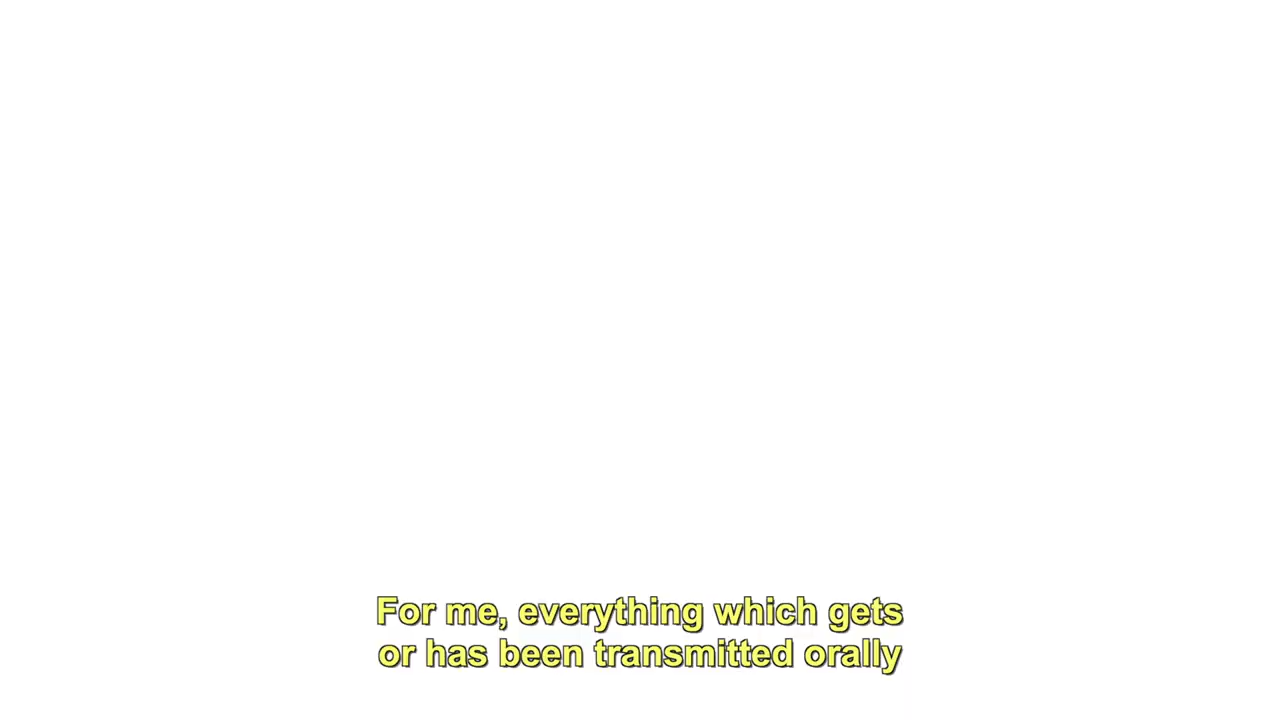 For me, everything which gets
or has been transmitted orally